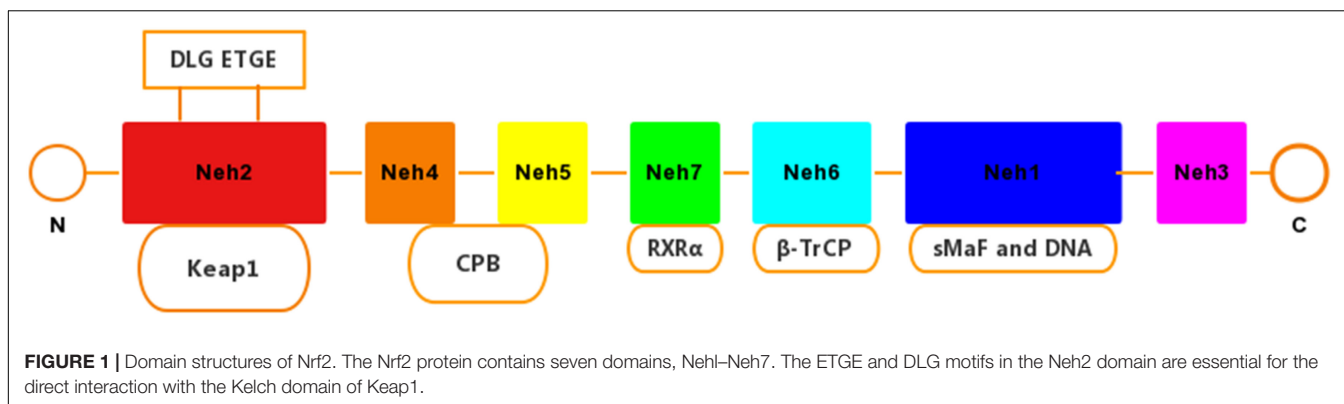 DLG ETGE
Neh2
Neh4
Neh5
Neh7
Neh6
Neh1
Neh3
N
C
Keap1
CPB
RXRα
β-TrCP
sMaF and DNA
FIGURE 1 | Domain structures of Nrf2. The Nrf2 protein contains seven domains, Nehl–Neh7. The ETGE and DLG motifs in the Neh2 domain are essential for the
direct interaction with the Kelch domain of Keap1.